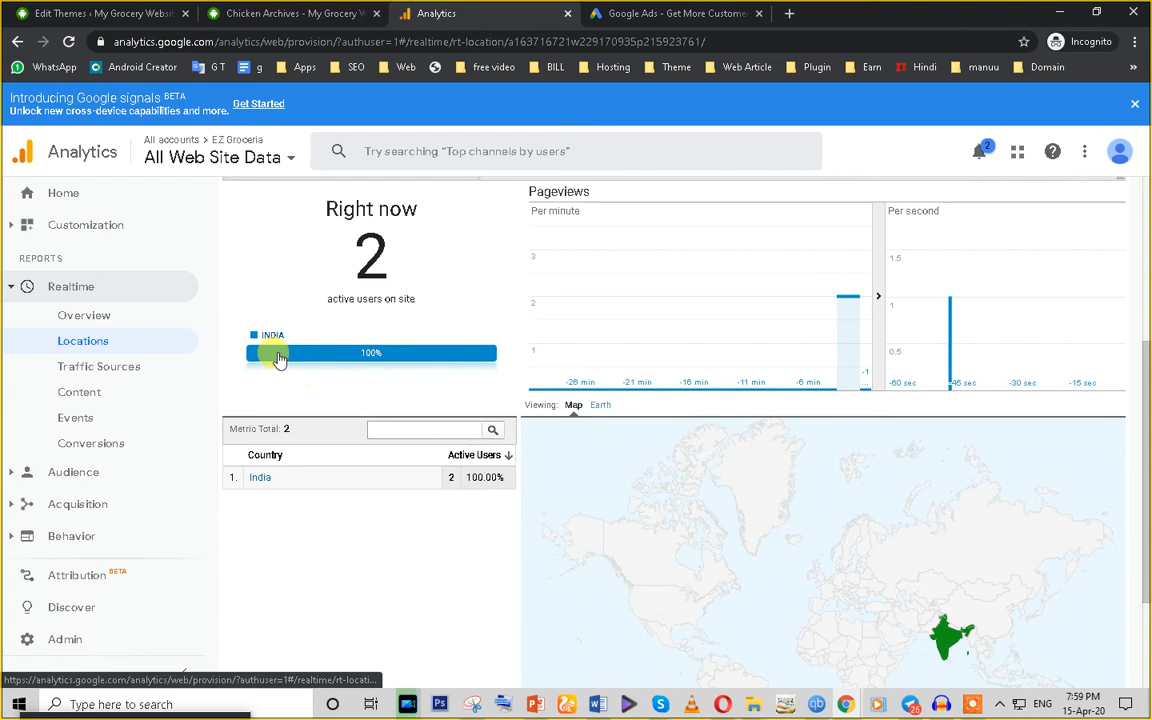 Edit Themes ‹ My Grocery Websit
Chicken Archives - My Grocery W
Analytics
Google Ads - Get More Custome
analytics.google.com/analytics/web/provision/?authuser=1#/realtime/rt-location/a163716721w229170935p215923761/
Incognito
WhatsApp
Android Creator
G T
g
Apps
SEO
Web
free video
BILL
Hosting
Theme
Web Article
Plugin
Earn
IT Hindi
manuu
Domain
»
Introducing Google signals BETA
Unlock new cross-device capabilities and more.
Get Started
Analytics
All accounts > EZ Groceria
All Web Site Data
Try searching "Top channels by users"
2
Home
Customization
REPORTS
Realtime
Overview
Locations
Traffic Sources
Content
Events
Conversions
Audience
Acquisition
Behavior
Attribution BETA
Discover
Admin
Right now
2
active users on site
INDIA
100%
Pageviews
Per minute
3
2
1
-26 min
-21 min
-16 min
-11 min
-6 min
-1
...
Per second
1.5
1
0.5
-60 sec
-45 sec
-30 sec
-15 sec
Viewing: Map Earth
Metric Total: 2
Country
Active Users
1. India 2 100.00%
https://analytics.google.com/analytics/web/provision/?authuser=1#/realtime/rt-locati...
Type here to search
26
ENG
7:59 PM
15-Apr-20